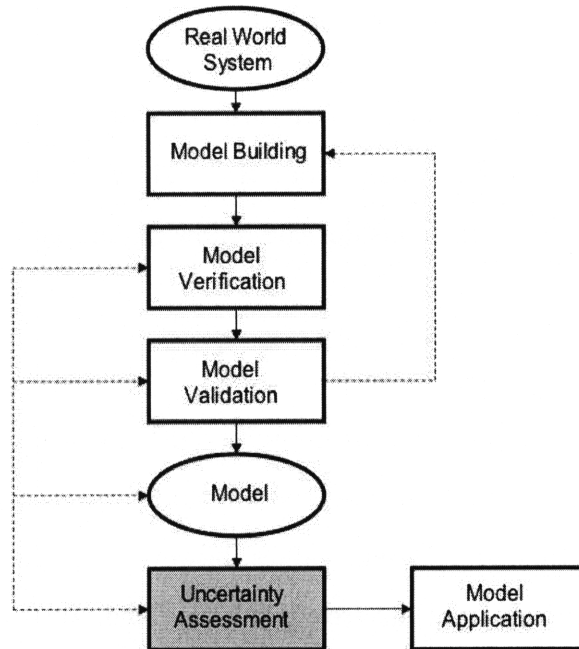 Real World
System
Model Building
Model
Verification
Model
Validation
Model
Uncertainty
Assessment
Model
Application